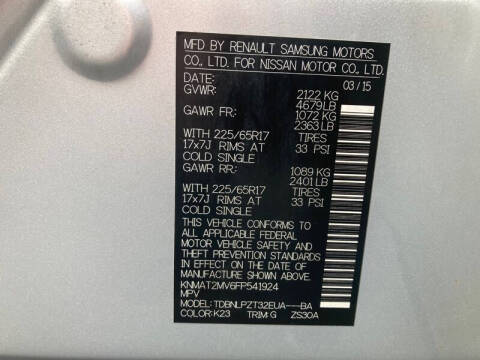 MFD BY RENAULT SAMSUNG MOTORS
CO., LTD. FOR NISSAN MOTOR CO., LTD.
DATE: 03/15
GVWR: 2122 KG
4679LB
GAWR FR: 1072 KG
2363 LB
WITH 225/65R17 TIRES
17x7J RIMS AT 33 PSI
COLD SINGLE
GAWR RR: 1089 KG
2401 LB
WITH 225/65R17 TIRES
17x7J RIMS AT 33 PSI
COLD SINGLE
THIS VEHICLE CONFORMS TO
ALL APPLICABLE FEDERAL
MOTOR VEHICLE SAFETY AND
THEFT PREVENTION STANDARDS
IN EFFECT ON THE DATE OF
MANUFACTURE SHOWN ABOVE.
KNMAT2MV6FP541924
MPV
MODEL: TDBNLPZT32EUA---BA
COLOR:K23 TRIM:G ZS30A